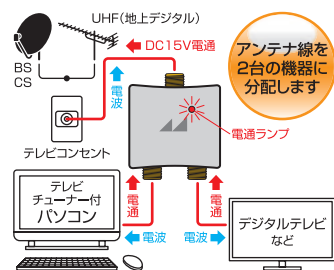 UHF(地上デジタル)
DC15V電通
BS
CS
電波
アンテナ線を
2台の機器に
分配します
テレビコンセント
電通ランプ
テレビ
チューナー付
パソコン
電通
電波
電通
電波
デジタルテレビ
など